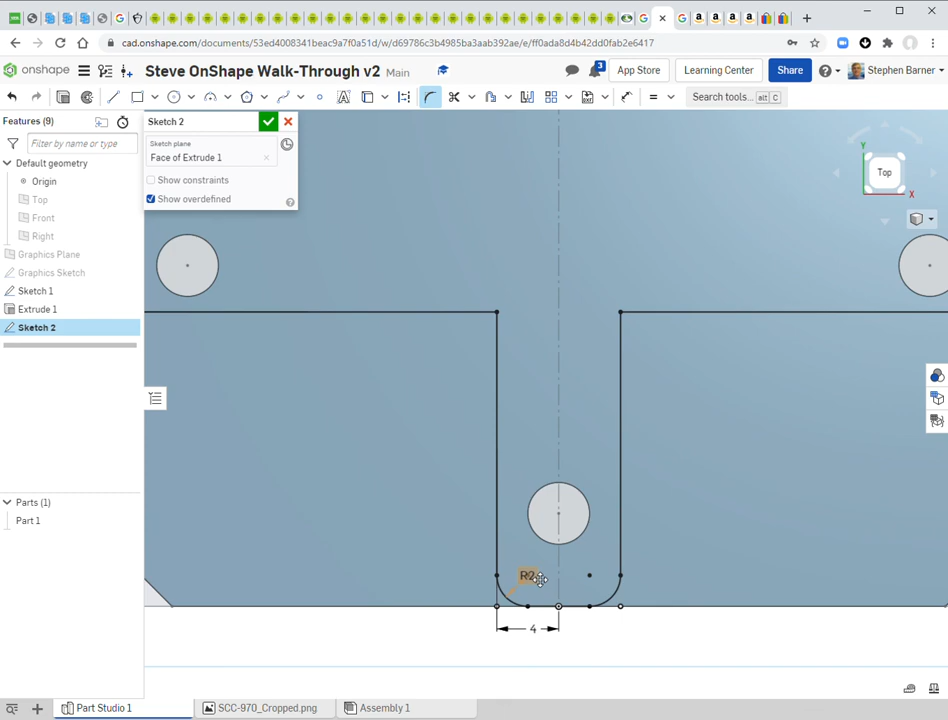 cad.onshape.com/documents/53ed4008341beac9a7f0a51d/w/d69786c3b4985ba3aab392ae/e/ff0ada8d4b42dd0fab2e6417
onshape
Steve OnShape Walk-Through v2 Main
3
App Store
Learning Center
Share
Stephen Barner
Search tools... alt C
Features (9)
Filter by name or type
Default geometry
Origin
Top
Front
Right
Graphics Plane
Graphics Sketch
Sketch 1
Extrude 1
Sketch 2
Parts (1)
Part 1
Sketch 2
Sketch plane
Face of Extrude 1
Show constraints
Show overdefined
Y
Top
X
R2
4
Part Studio 1
SCC-970_Cropped.png
Assembly 1